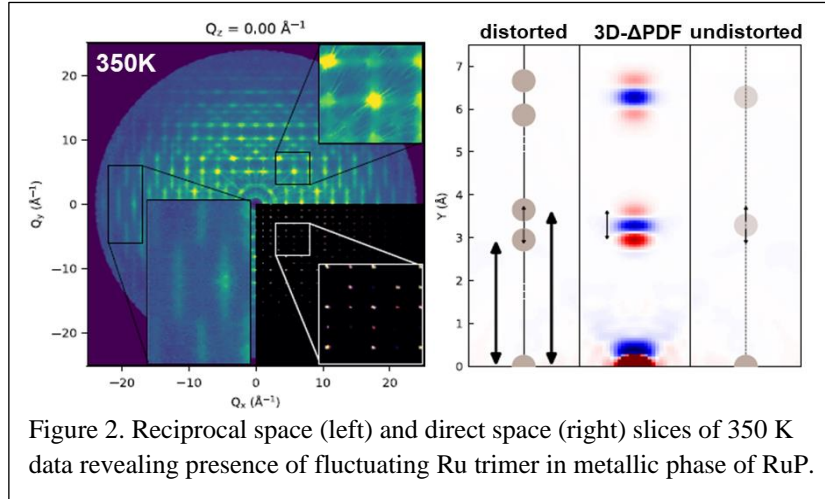 Q_z = 0.00 Å⁻¹
350K
20
10
0
−10
−20
Q_y (Å⁻¹)
−20 −10 0 10 20
Q_x (Å⁻¹)
distorted 3D-ΔPDF undistorted
7
6
5
4
3
2
1
0
Y (Å)
Figure 2. Reciprocal space (left) and direct space (right) slices of 350 K
data revealing presence of fluctuating Ru trimer in metallic phase of RuP.